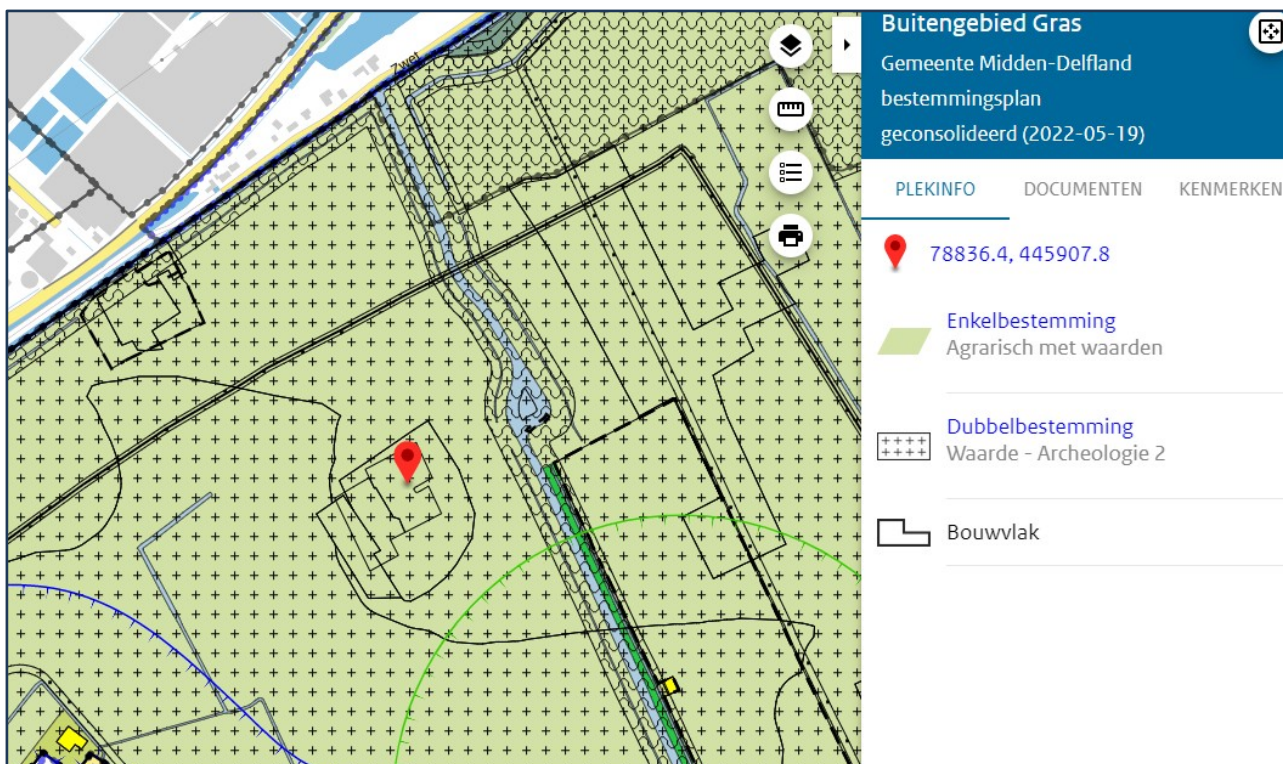 Zwet
Buitengebied Gras
Gemeente Midden-Delfland
bestemmingsplan
geconsolideerd (2022-05-19)
PLEKINFO DOCUMENTEN KENMERKEN
78836.4, 445907.8
Enkelbestemming
Agrarisch met waarden
Dubbelbestemming
Waarde - Archeologie 2
Bouwvlak